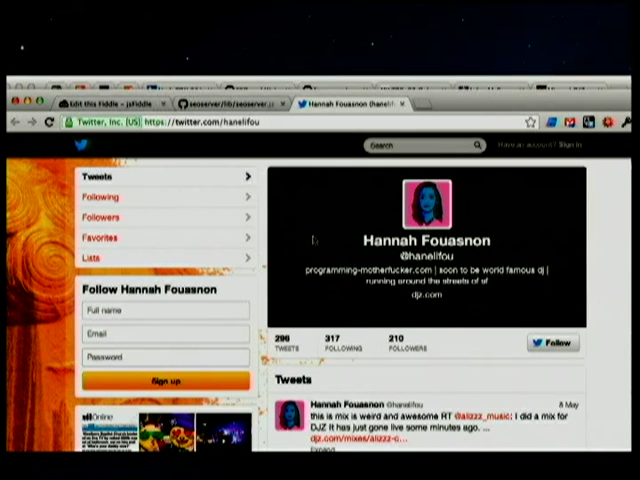 Edit this Fiddle - jsFiddle
seoserver/lib/seoserver.js
Hannah Fouasnon (hanelifou
Twitter, Inc. [US] https://twitter.com/hanelifou
Search
Have an account? Sign in
Tweets
Following
Followers
Favorites
Lists
Follow Hannah Fouasnon
Full name
Email
Password
Sign up
Hannah Fouasnon
@hanelifou
programming-motherfucker.com | soon to be world famous dj |
running around the streets of sf
djz.com
296 TWEETS
317 FOLLOWING
210 FOLLOWERS
Follow
Tweets
Hannah Fouasnon @hanelifou
8 May
this is mix is weird and awesome RT @alizzz_music: I did a mix for
DJZ It has just gone live some minutes ago. ...
djz.com/mixes/alizzz-c...
Expand
Online